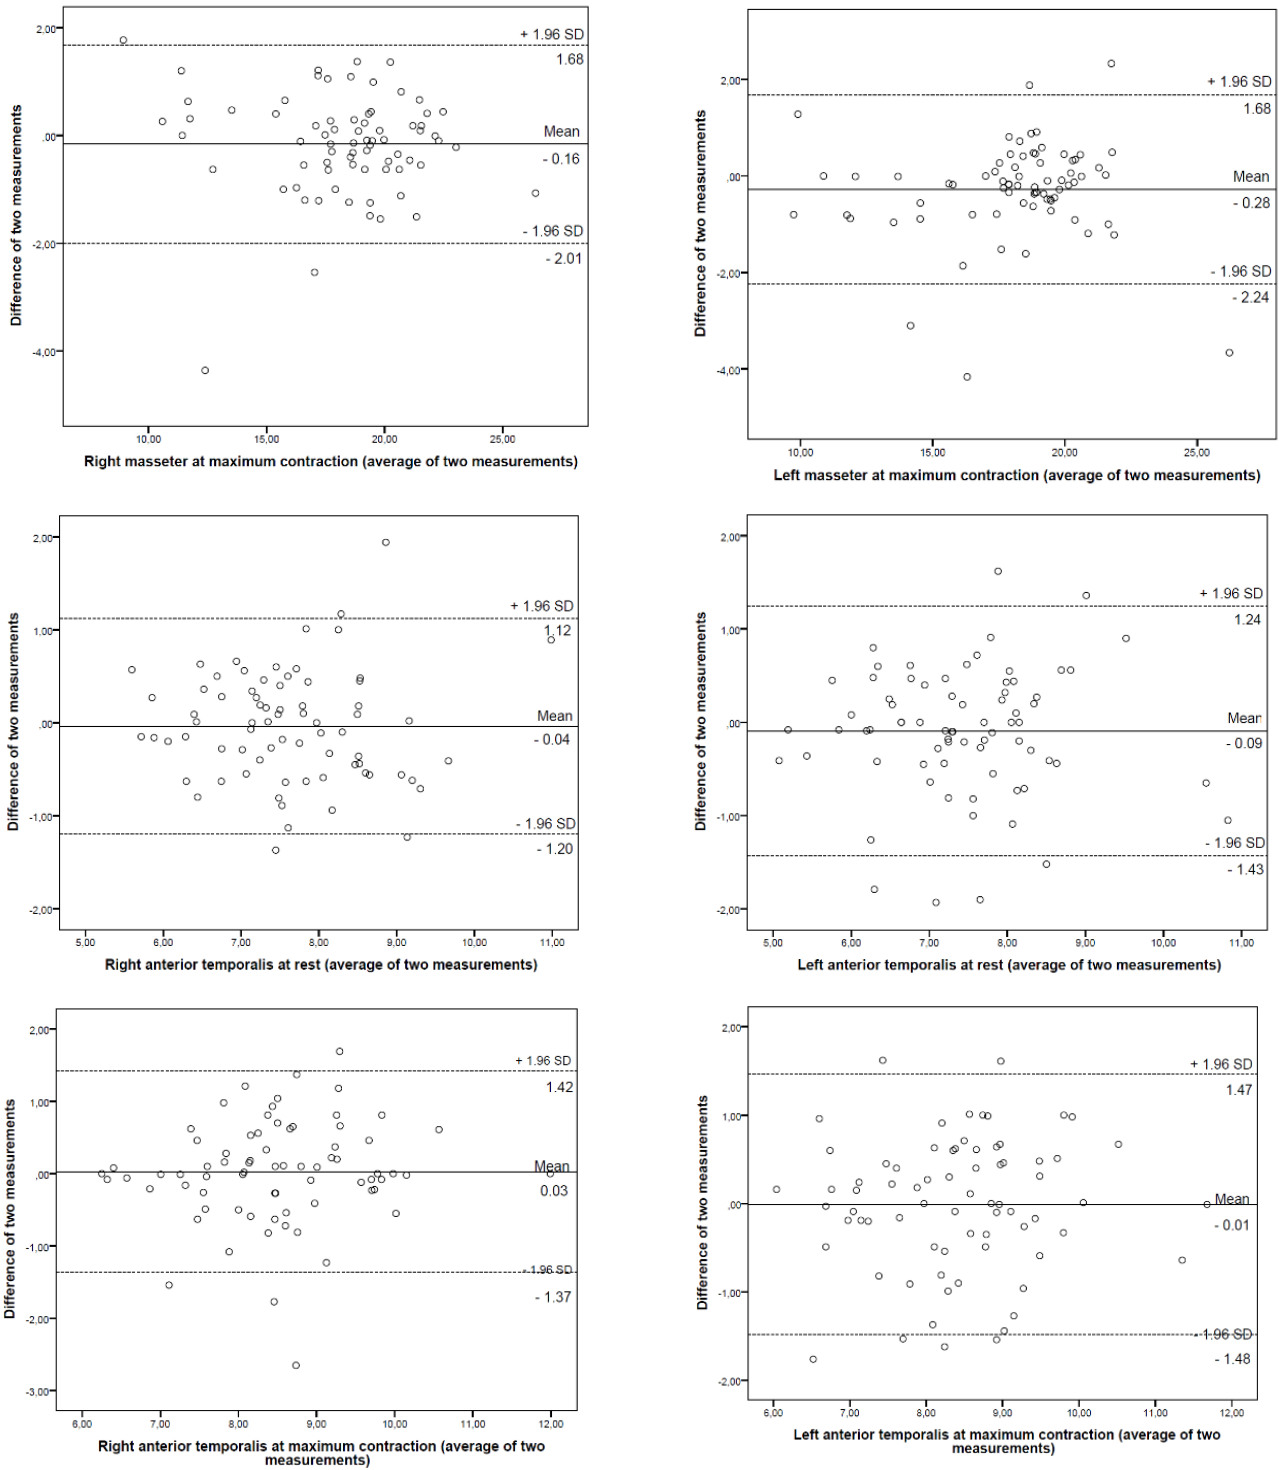 2,00
,00
-2,00
-4,00
+ 1.96 SD
1.68
Mean
- 0.16
- 1.96 SD
- 2.01
10,00 15,00 20,00 25,00
Difference of two measurements
Right masseter at maximum contraction (average of two measurements)
2,00
,00
-2,00
-4,00
+ 1.96 SD
1.68
Mean
- 0.28
- 1.96 SD
- 2.24
10,00 15,00 20,00 25,00
Difference of two measurements
Left masseter at maximum contraction (average of two measurements)
2,00
1,00
,00
-1,00
-2,00
+ 1.96 SD
1.12
Mean
- 0.04
- 1.96 SD
- 1.20
5,00 6,00 7,00 8,00 9,00 10,00 11,00
Difference of two measurements
Right anterior temporalis at rest (average of two measurements)
2,00
1,00
,00
-1,00
-2,00
+ 1.96 SD
1.24
Mean
- 0.09
- 1.96 SD
- 1.43
5,00 6,00 7,00 8,00 9,00 10,00 11,00
Difference of two measurements
Left anterior temporalis at rest (average of two measurements)
2,00
1,00
,00
-1,00
-2,00
-3,00
+ 1.96 SD
1.42
Mean
0.03
- 1.96 SD
- 1.37
6,00 7,00 8,00 9,00 10,00 11,00 12,00
Difference of two measurements
Right anterior temporalis at maximum contraction (average of two
measurements)
2,00
1,00
,00
-1,00
-2,00
+ 1.96 SD
1.47
Mean
- 0.01
- 1.96 SD
- 1.48
6,00 7,00 8,00 9,00 10,00 11,00 12,00
Difference of two measurements
Left anterior temporalis at maximum contraction (average of two
measurements)